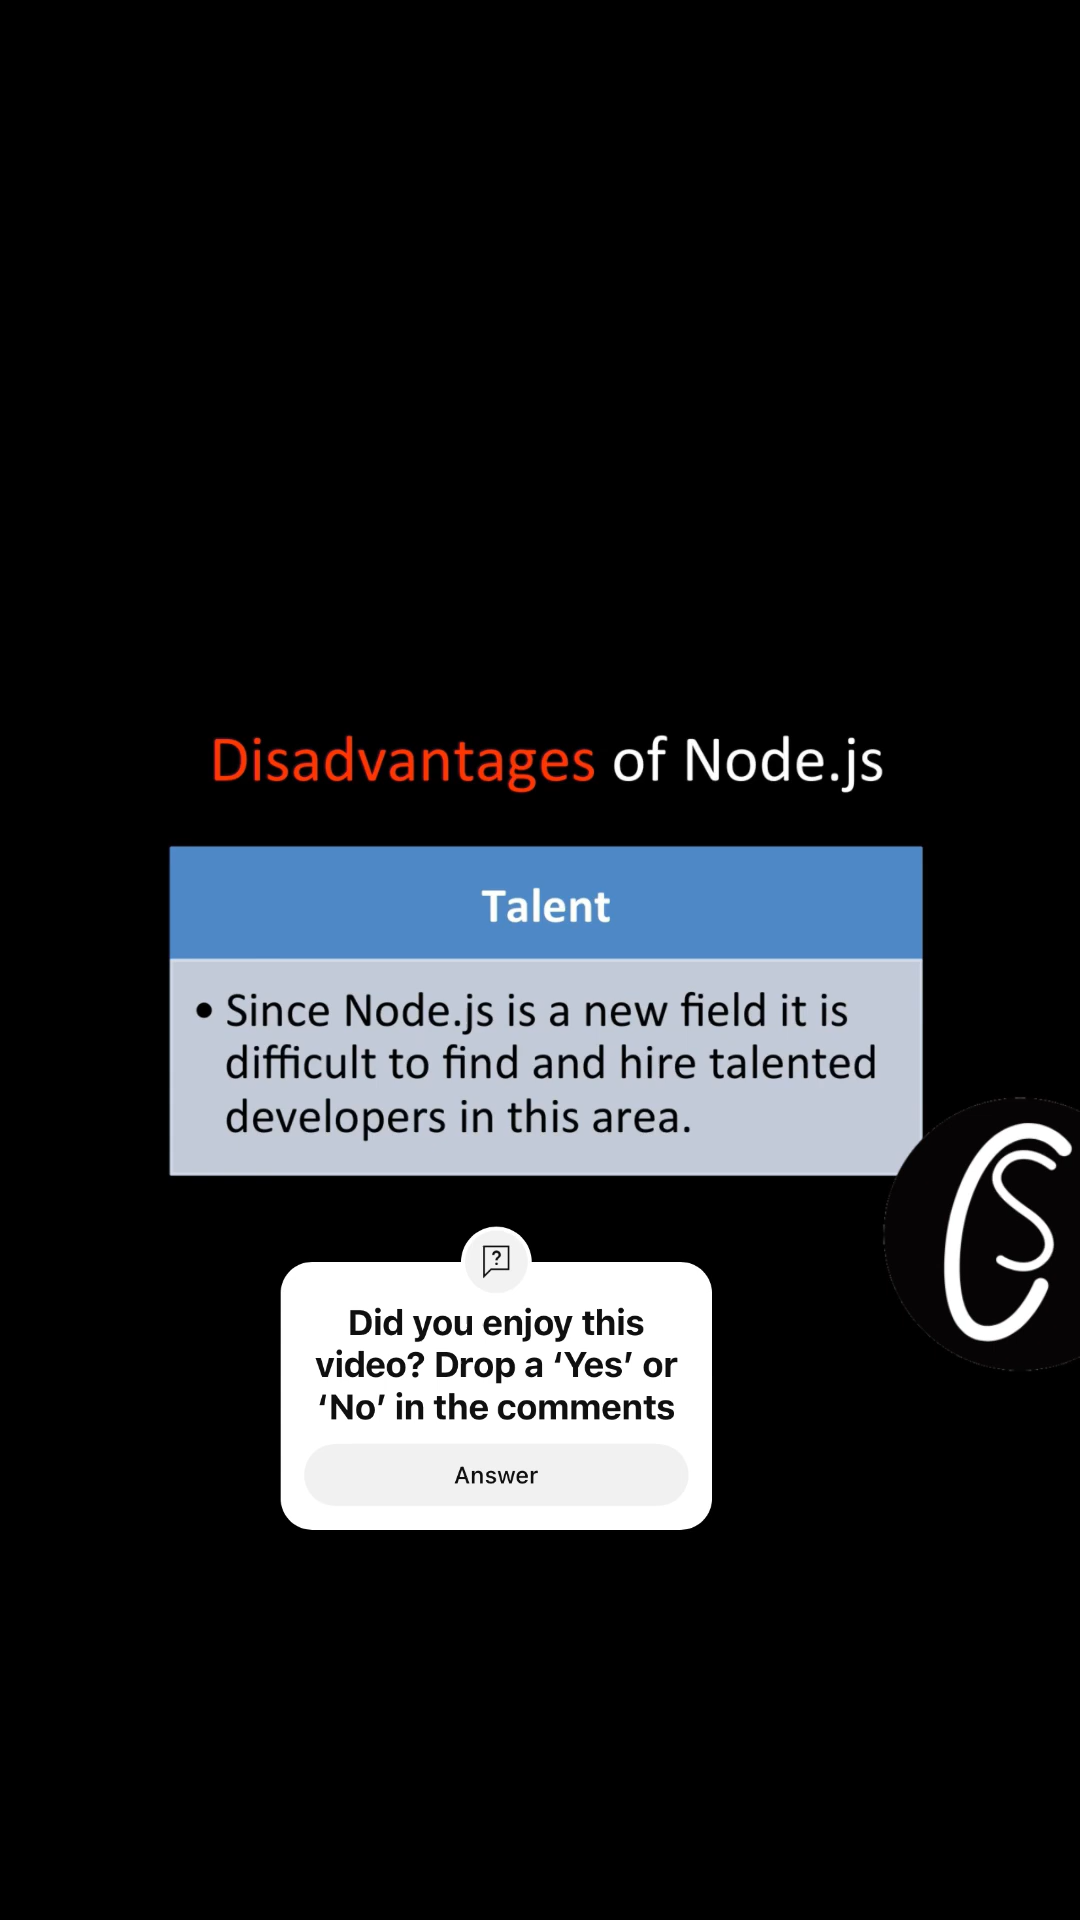 Disadvantages of Node.js
Talent
• Since Node.js is a new field it is
difficult to find and hire talented
developers in this area.
CS
?
Did you enjoy this
video? Drop a ‘Yes’ or
‘No’ in the comments
Answer